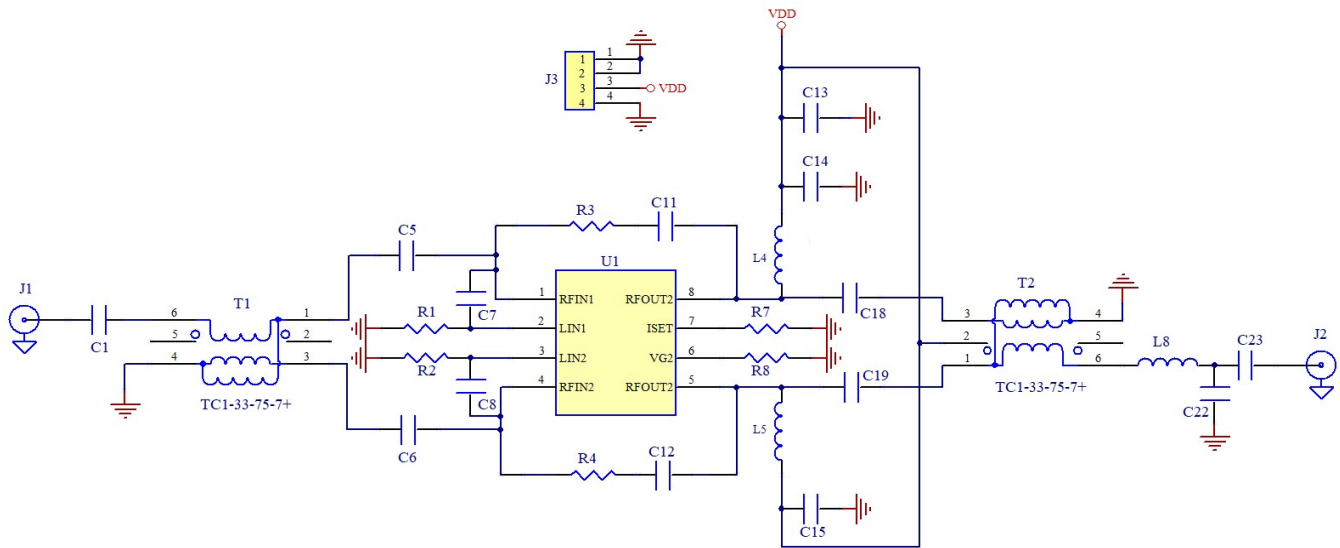 VDD
J3
1
2
3
4
1
2
3
4
VDD
C13
C14
R3
C11
C5
L4
U1
J1
T1
T2
6
5
4
1
2
3
C1
C7
R1
R2
C8
1
2
3
4
RFIN1
LIN1
LIN2
RFIN2
RFOUT2
ISET
VG2
RFOUT2
8
7
6
5
R7
R8
C18
C19
3
2
1
4
5
6
L8
C23
J2
TC1-33-75-7+
TC1-33-75-7+
C22
C6
L5
R4
C12
C15